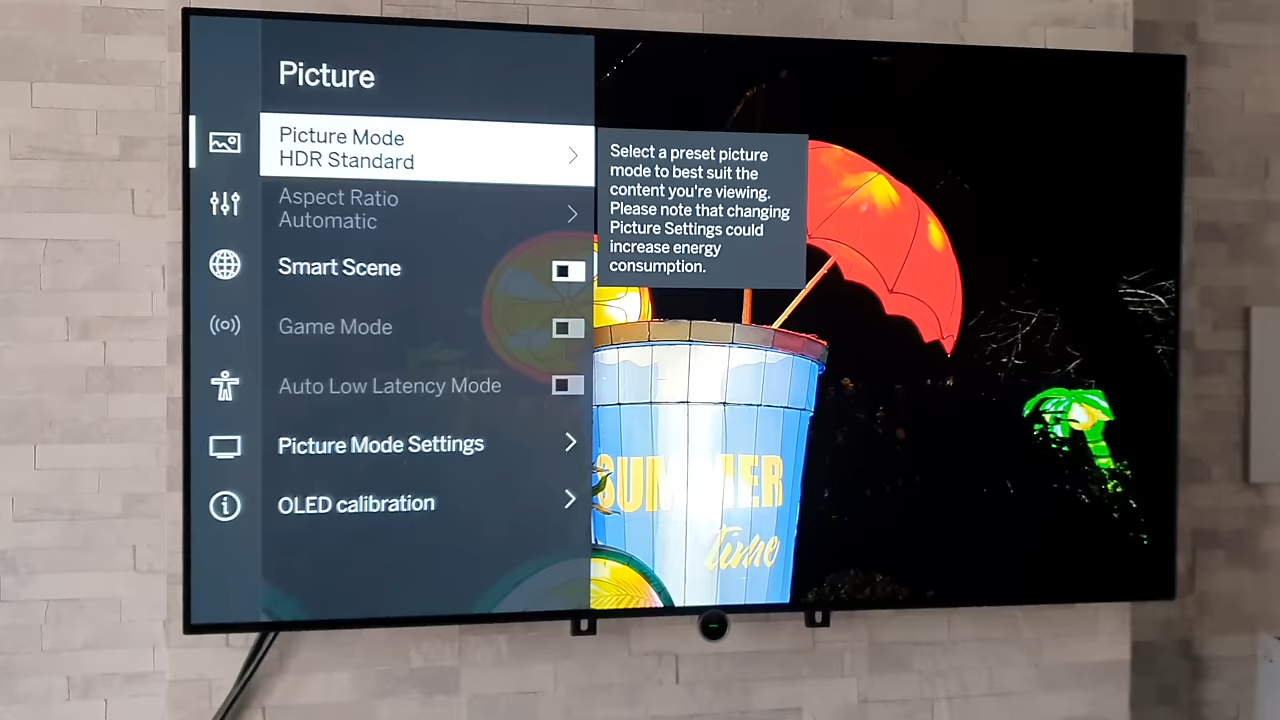 Picture
Picture Mode
HDR Standard
Select a preset picture
mode to best suit the
content you're viewing.
Please note that changing
Picture Settings could
increase energy
consumption.
Aspect Ratio
Automatic
Smart Scene
Game Mode
Auto Low Latency Mode
Picture Mode Settings
OLED calibration
SUMMER
time